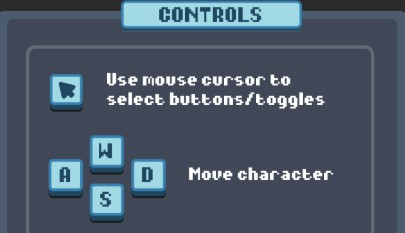 CONTROLS
Use mouse cursor to
select buttons/toggles
W
A D Move character
S